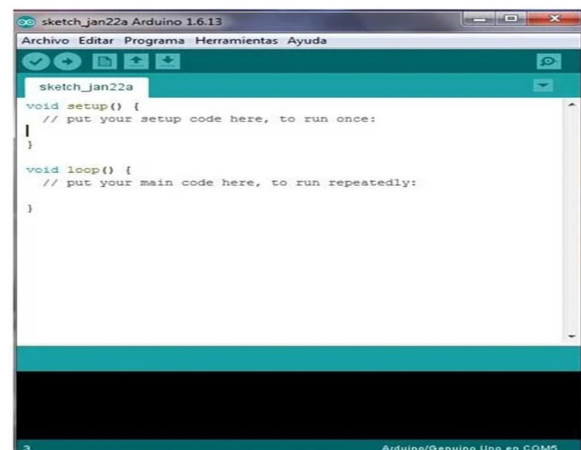 sketch_jan22a Arduino 1.6.13
Archivo Editar Programa Herramientas Ayuda
sketch_jan22a
void setup() {
// put your setup code here, to run once:
}
void loop() {
// put your main code here, to run repeatedly:
}
3 Arduino/Genuino Uno en COM5